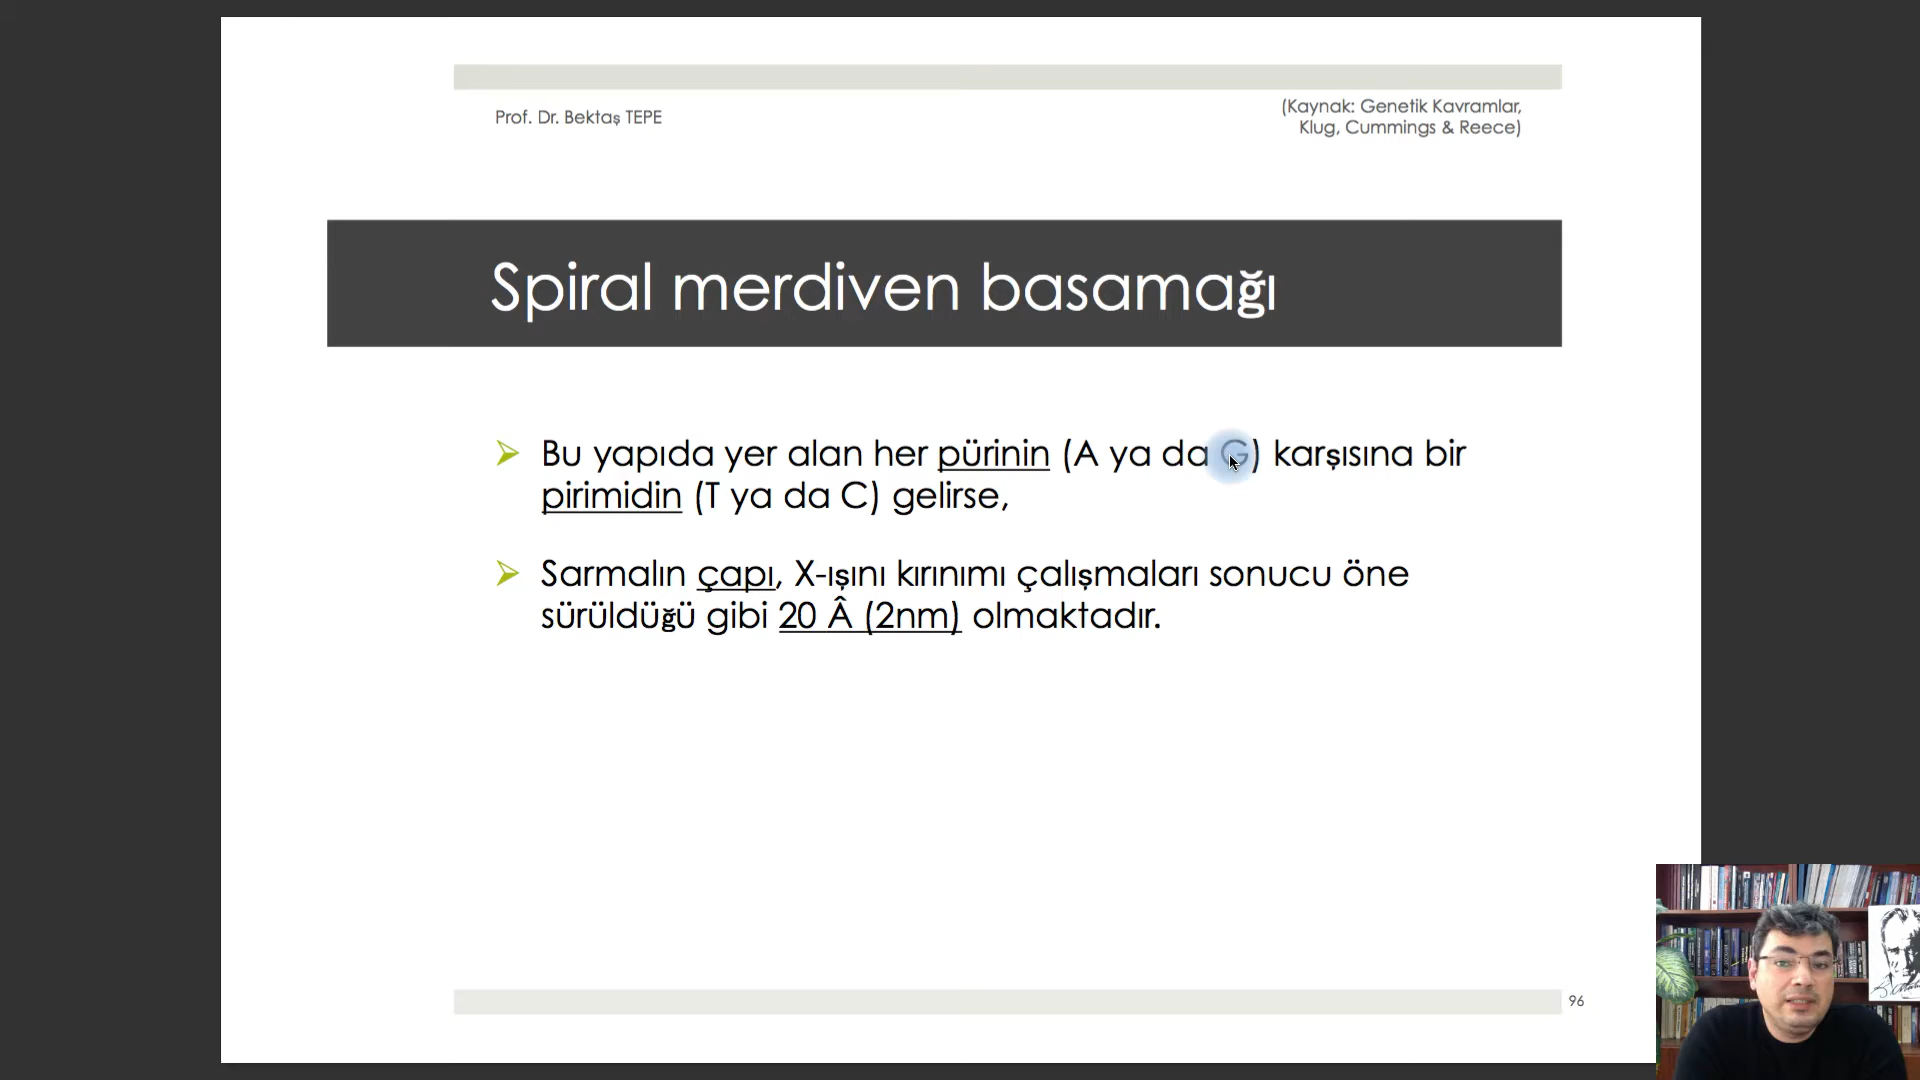 Prof. Dr. Bektaş TEPE
(Kaynak: Genetik Kavramlar,
Klug, Cummings & Reece)
Spiral merdiven basamağı
Bu yapıda yer alan her pürinin (A ya da G) karşısına bir
pirimidin (T ya da C) gelirse,
Sarmalın çapı, X-ışını kırınımı çalışmaları sonucu öne
sürüldüğü gibi 20 Â (2nm) olmaktadır.
96